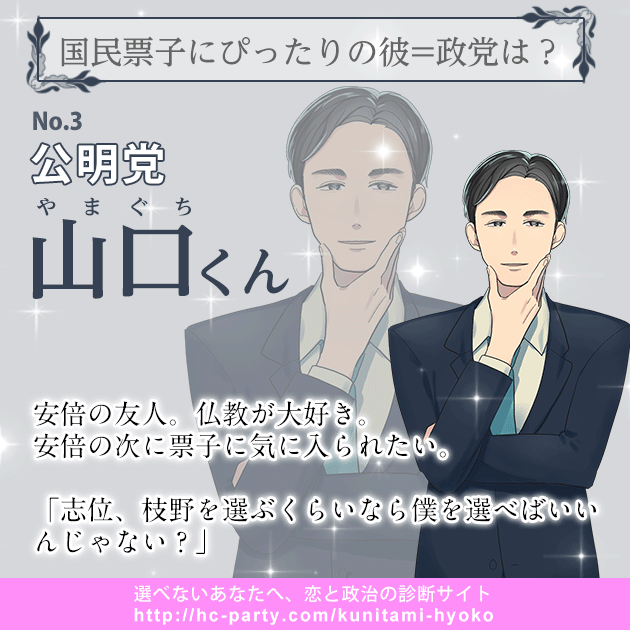 国民票子にぴったりの彼=政党は？
No.3
公明党
やまぐち
山口くん
安倍の友人。仏教が大好き。
安倍の次に票子に気に入られたい。
「志位、枝野を選ぶくらいなら僕を選べばいい
んじゃない？」
選べないあなたへ、恋と政治の診断サイト
http://hc-party.com/kunitami-hyoko